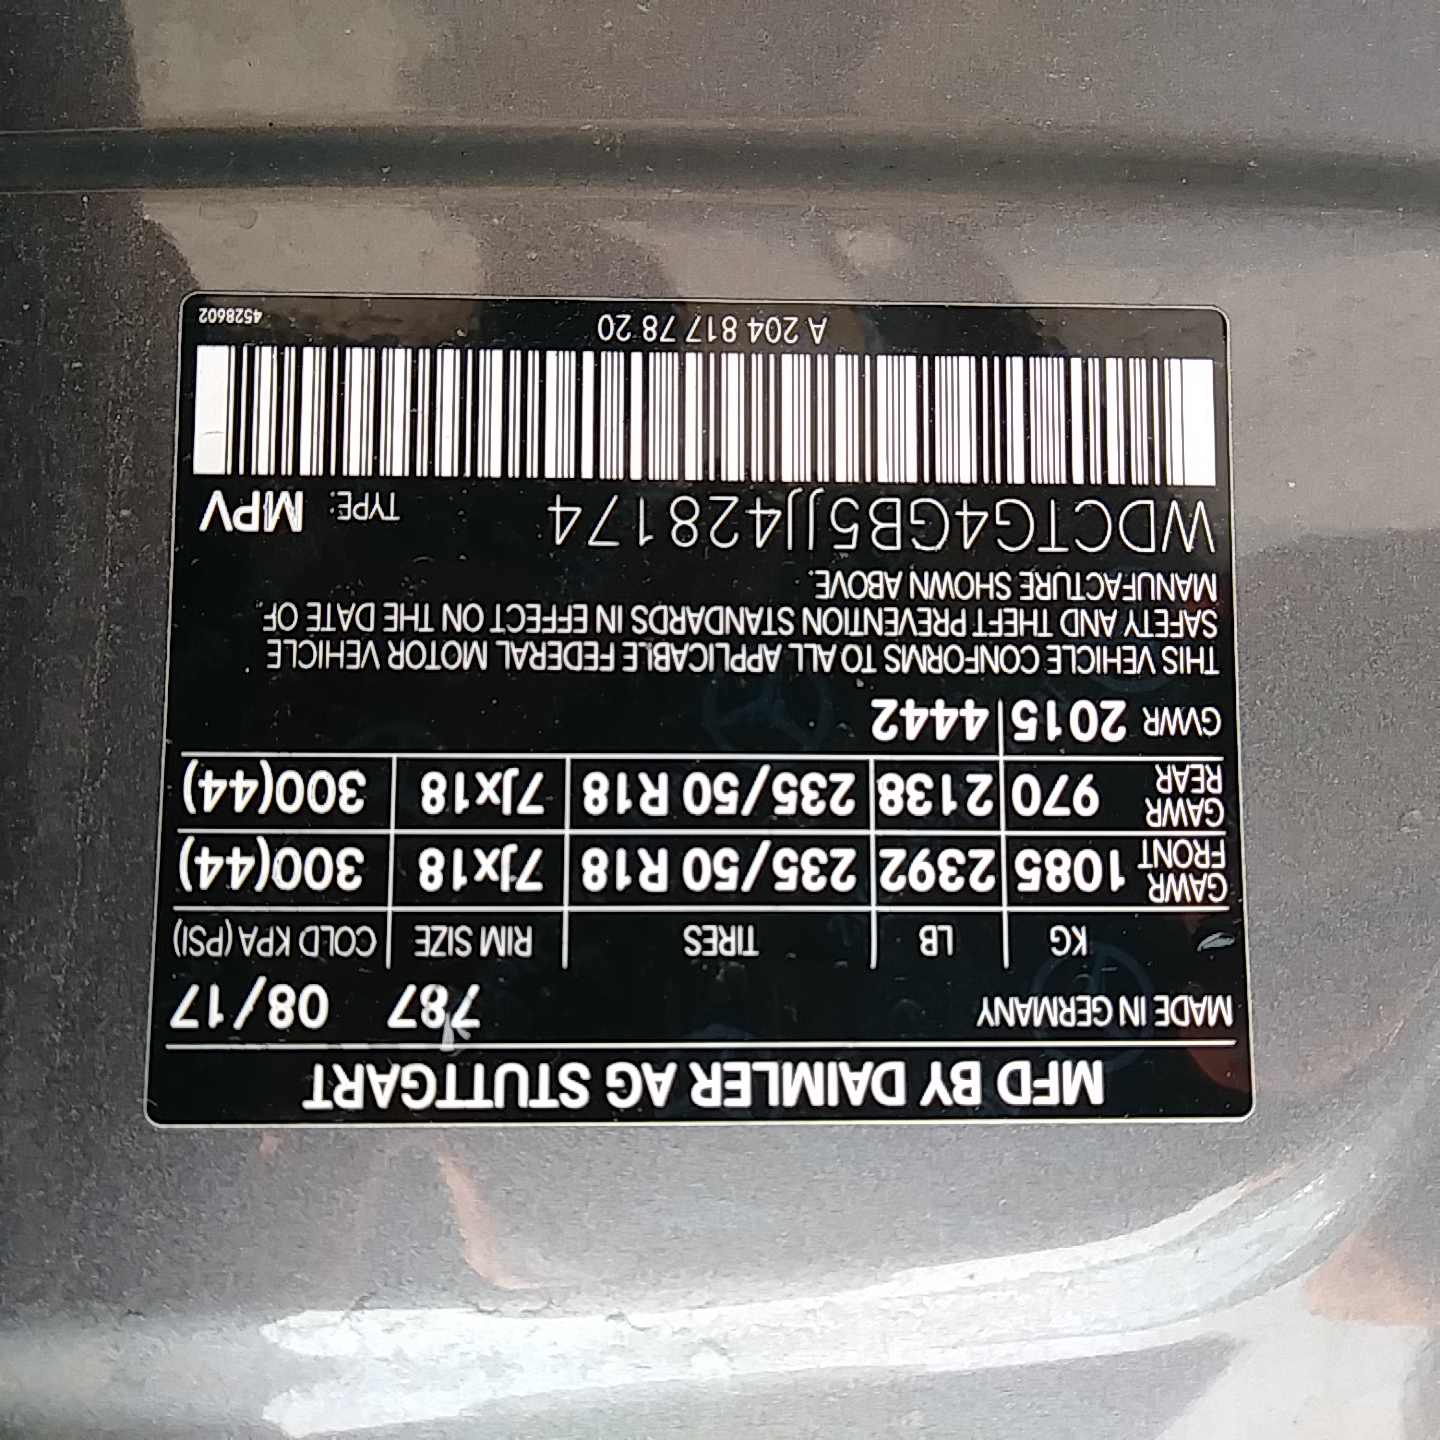 MFD BY DAIMLER AG STUTTGART
MADE IN GERMANY 787 08/17
KG LB TIRES RIM SIZE COLD KPA (PSI)
GAWR FRONT 1085 2392 235/50 R18 7Jx18 300(44)
GAWR REAR 970 2138 235/50 R18 7Jx18 300(44)
GVWR 2015 4442
THIS VEHICLE CONFORMS TO ALL APPLICABLE FEDERAL MOTOR VEHICLE
SAFETY AND THEFT PREVENTION STANDARDS IN EFFECT ON THE DATE OF
MANUFACTURE SHOWN ABOVE.
WDCTG4GB5JJ428174 TYPE: MPV
A 204 817 78 20 4528602